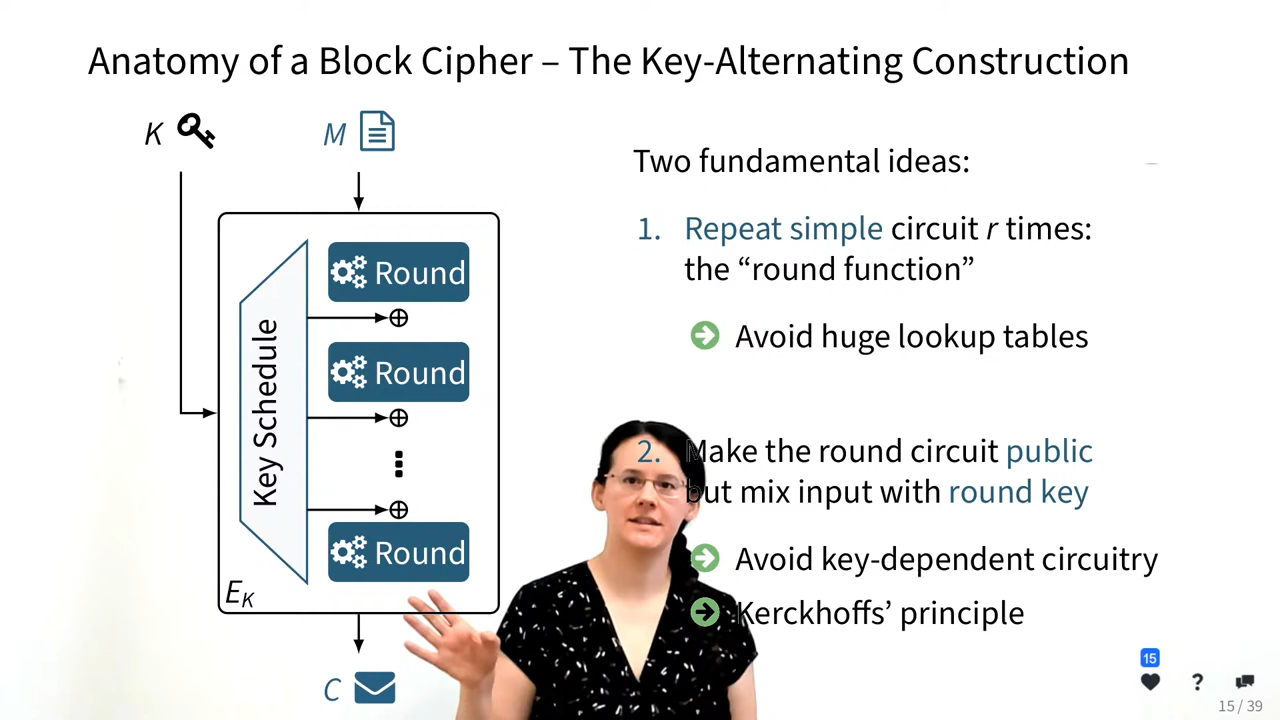 Anatomy of a Block Cipher – The Key-Alternating Construction
K
M
Key Schedule
Round
Round
Round
E_K
C
Two fundamental ideas:
1. Repeat simple circuit r times:
the “round function”
Avoid huge lookup tables
2. Make the round circuit public
but mix input with round key
Avoid key-dependent circuitry
Kerckhoffs’ principle
15
?
15 / 39